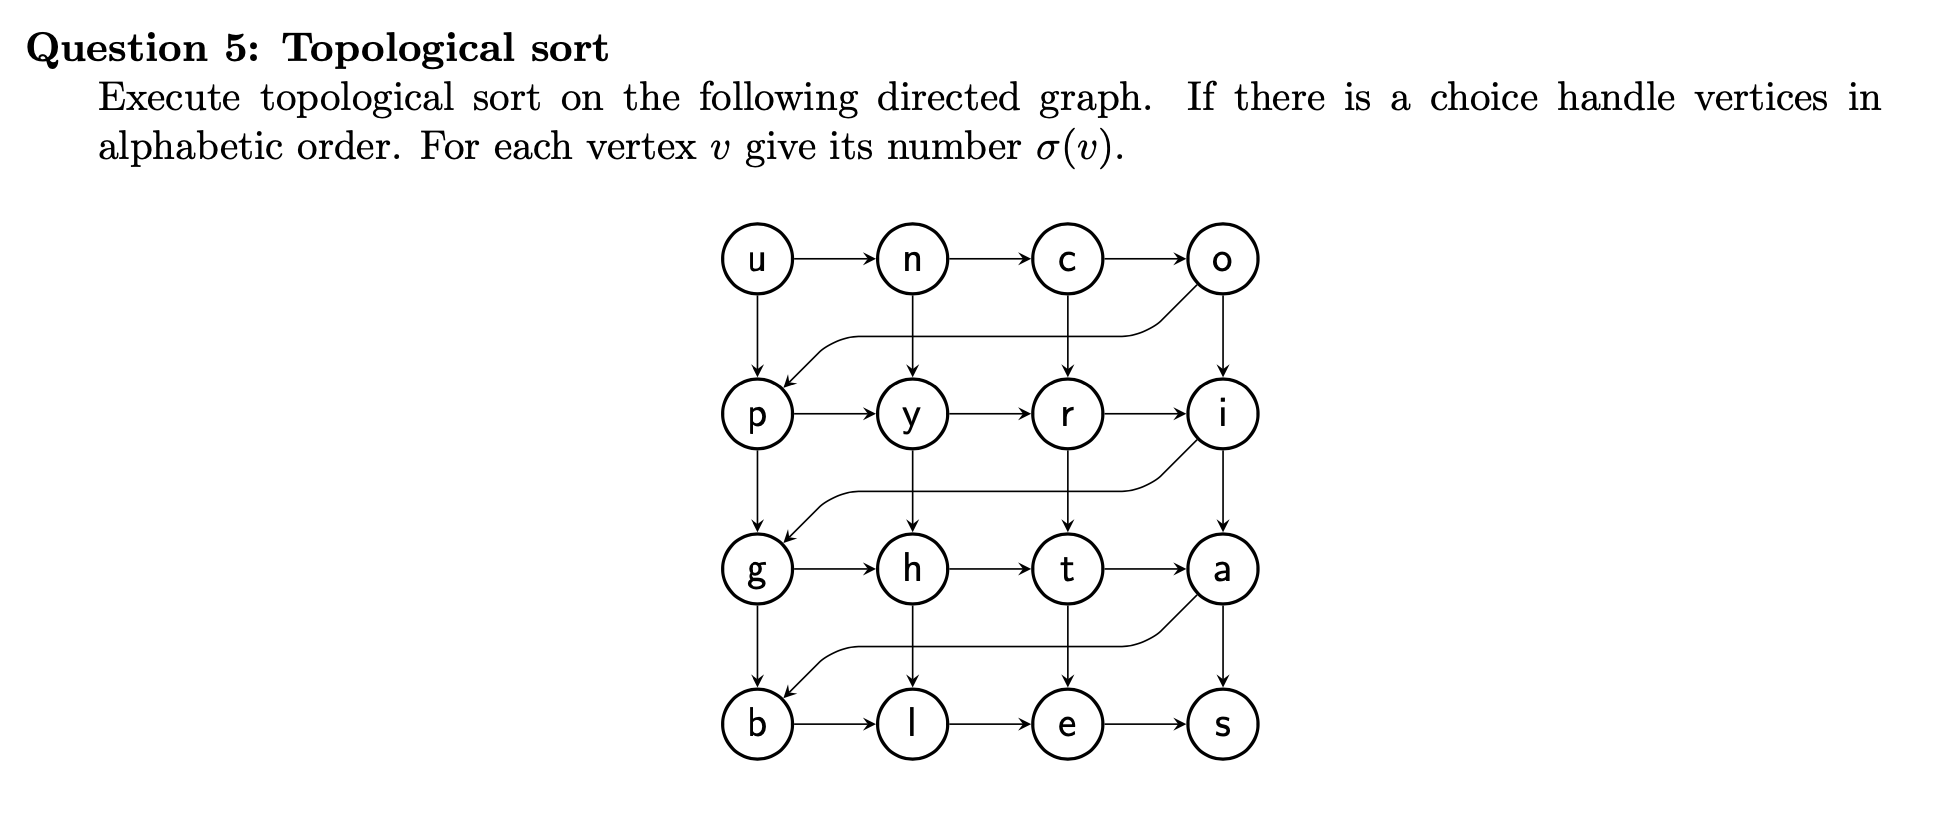 Question 5: Topological sort
Execute topological sort on the following directed graph. If there is a choice handle vertices in
alphabetic order. For each vertex v give its number σ(v).
u n c o
p y r i
g h t a
b l e s